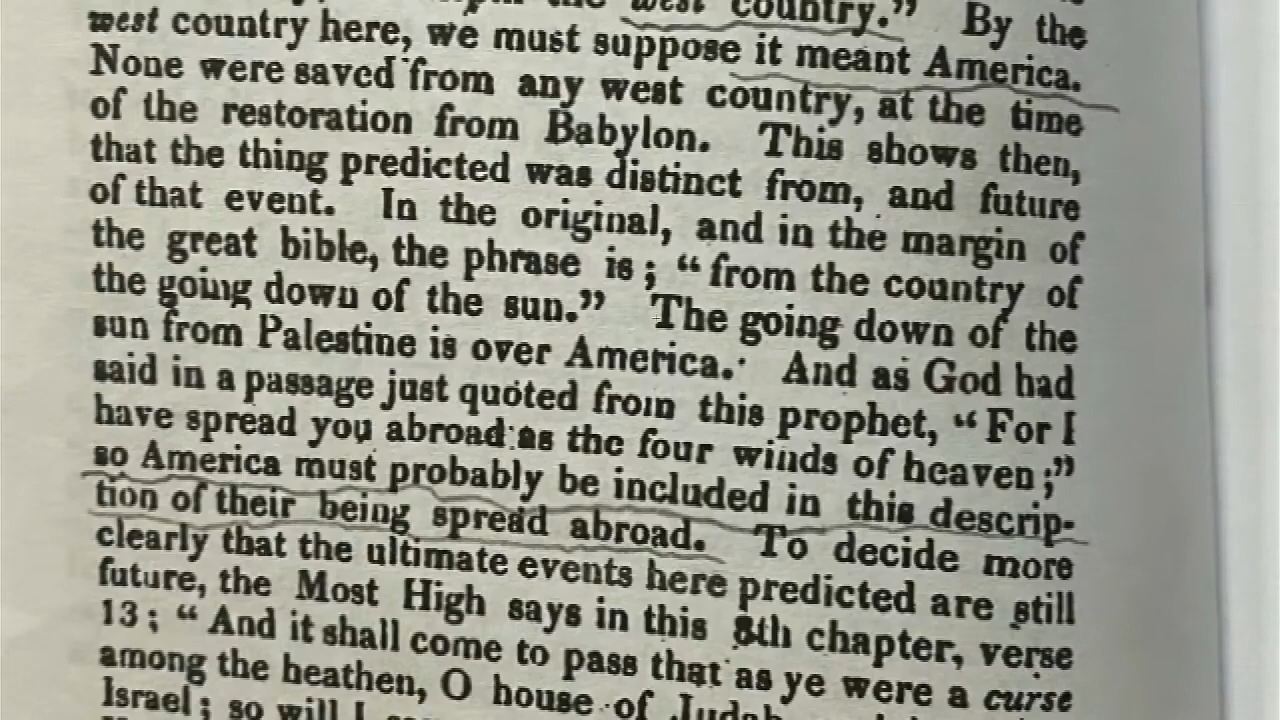 the west country." By the
west country here, we must suppose it meant America.
None were saved from any west country, at the time
of the restoration from Babylon. This shows then,
that the thing predicted was distinct from, and future
of that event. In the original, and in the margin of
the great bible, the phrase is; "from the country of
the going down of the sun." The going down of the
sun from Palestine is over America. And as God had
said in a passage just quoted from this prophet, "For I
have spread you abroad as the four winds of heaven;"
so America must probably be included in this descrip-
tion of their being spread abroad. To decide more
clearly that the ultimate events here predicted are still
future, the Most High says in this 8th chapter, verse
13; "And it shall come to pass that as ye were a curse
among the heathen, O house of Judah
Israel; so will I